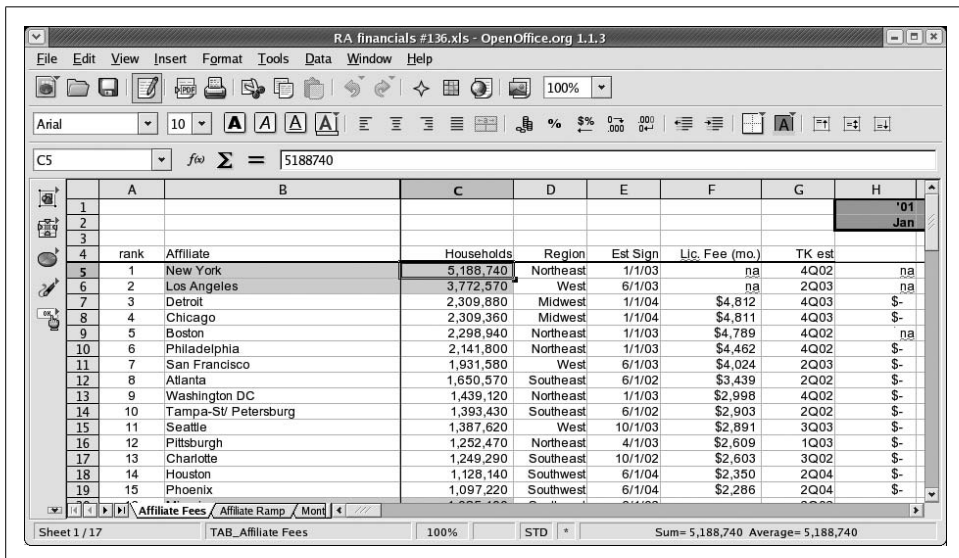 RA financials #136.xls - OpenOffice.org 1.1.3
File Edit View Insert Format Tools Data Window Help
100%
Arial 10
C5 f(x) Σ = 5188740
A B C D E F G H
1 '01
2 Jan
3
4 rank Affiliate Households Region Est Sign Lic. Fee (mo.) TK est
5 1 New York 5,188,740 Northeast 1/1/03 na 4Q02 na
6 2 Los Angeles 3,772,570 West 6/1/03 na 2Q03 na
7 3 Detroit 2,309,880 Midwest 1/1/04 $4,812 4Q03 $-
8 4 Chicago 2,309,360 Midwest 1/1/04 $4,811 4Q03 $-
9 5 Boston 2,298,940 Northeast 1/1/03 $4,789 4Q02 na
10 6 Philadelphia 2,141,800 Northeast 1/1/03 $4,462 4Q02 $-
11 7 San Francisco 1,931,580 West 6/1/03 $4,024 2Q03 $-
12 8 Atlanta 1,650,570 Southeast 6/1/02 $3,439 2Q02 $-
13 9 Washington DC 1,439,120 Northeast 1/1/03 $2,998 4Q02 $-
14 10 Tampa-St/ Petersburg 1,393,430 Southeast 6/1/02 $2,903 2Q02 $-
15 11 Seattle 1,387,620 West 10/1/03 $2,891 3Q03 $-
16 12 Pittsburgh 1,252,470 Northeast 4/1/03 $2,609 1Q03 $-
17 13 Charlotte 1,249,290 Southeast 10/1/02 $2,603 3Q02 $-
18 14 Houston 1,128,140 Southwest 6/1/04 $2,350 2Q04 $-
19 15 Phoenix 1,097,220 Southwest 6/1/04 $2,286 2Q04 $-
Affiliate Fees Affiliate Ramp Mont
Sheet 1 / 17 TAB_Affiliate Fees 100% STD * Sum= 5,188,740 Average= 5,188,740